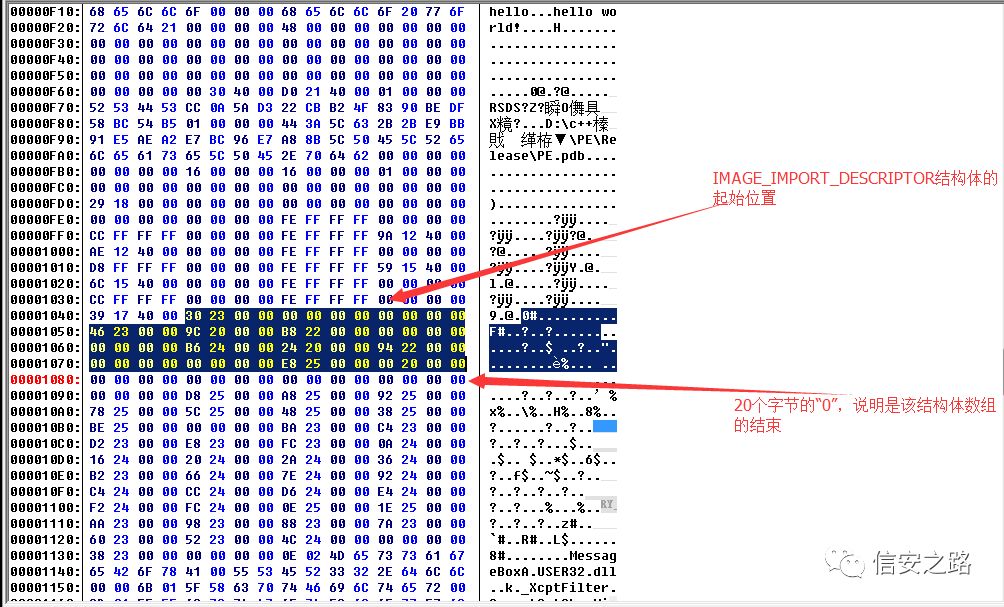 00000F10: 68 65 6C 6C 6F 00 00 00 68 65 6C 6C 6F 20 77 6F hello...hello wo
00000F20: 72 6C 64 21 00 00 00 00 48 00 00 00 00 00 00 00 rld!....H.......
00000F30: 00 00 00 00 00 00 00 00 00 00 00 00 00 00 00 00 ................
00000F40: 00 00 00 00 00 00 00 00 00 00 00 00 00 00 00 00 ................
00000F50: 00 00 00 00 00 00 00 00 00 00 00 00 00 00 00 00 ................
00000F60: 00 00 00 00 00 30 40 00 D0 21 40 00 01 00 00 00 .....0@.?@.....
00000F70: 52 53 44 53 CC 0A 5A D3 22 CB B2 4F 83 90 BE DF RSDS?Z?瞬O儬具
00000F80: 58 BC 54 B5 01 00 00 00 44 3A 5C 63 2B 2B E9 BB X糡?...D:\c++榛
00000F90: 91 E5 AE A2 E7 BC 96 E7 A8 8B 5C 50 45 5C 52 65 \PE\Re
00000FA0: 6C 65 61 73 65 5C 50 45 2E 70 64 62 00 00 00 00 lease\PE.pdb....
00000FB0: 00 00 00 00 16 00 00 00 16 00 00 00 01 00 00 00 ................
00000FC0: 00 00 00 00 00 00 00 00 00 00 00 00 00 00 00 00 ................
00000FD0: 29 18 00 00 00 00 00 00 00 00 00 00 00 00 00 00 )...............
00000FE0: 00 00 00 00 00 00 00 00 FE FF FF FF 00 00 00 00 ........?ÿÿ....
00000FF0: CC FF FF FF 00 00 00 00 FE FF FF FF 9A 12 40 00 ?ÿÿ....?ÿÿ?@.
00001000: AE 12 40 00 00 00 00 00 FE FF FF FF 00 00 00 00 ?@.....?ÿÿ....
00001010: D8 FF FF FF 00 00 00 00 FE FF FF FF 59 15 40 00 ?ÿÿ....?ÿÿY.@.
00001020: 6C 15 40 00 00 00 00 00 FE FF FF FF 00 00 00 00 l.@.....?ÿÿ....
00001030: CC FF FF FF 00 00 00 00 FE FF FF FF 00 00 00 00 ?ÿÿ....?ÿÿ....
00001040: 39 17 40 00 30 23 00 00 00 00 00 00 00 00 00 00 9.@.0#..........
00001050: 46 23 00 00 9C 20 00 00 B8 22 00 00 00 00 00 00 F#..?..?.......
00001060: 00 00 00 00 B6 24 00 00 24 20 00 00 94 22 00 00 ....?..$ ..?"..
00001070: 00 00 00 00 00 00 00 00 E8 25 00 00 00 20 00 00 ........è%... ..
00001080: 00 00 00 00 00 00 00 00 00 00 00 00 00 00 00 00
00001090: 00 00 00 00 D8 25 00 00 A8 25 00 00 92 25 00 00 ....?..?..’%
000010A0: 78 25 00 00 5C 25 00 00 48 25 00 00 38 25 00 00 x%..\%..H%..8%..
000010B0: BE 25 00 00 00 00 00 00 BA 23 00 00 C4 23 00 00 ?......?..?..
000010C0: D2 23 00 00 E8 23 00 00 FC 23 00 00 0A 24 00 00 ?..?..?...$..
000010D0: 16 24 00 00 20 24 00 00 2A 24 00 00 36 24 00 00 .$.. $..*$..6$..
000010E0: B2 23 00 00 66 24 00 00 7E 24 00 00 92 24 00 00 ?..f$..~$..?..
000010F0: C4 24 00 00 CC 24 00 00 D6 24 00 00 E4 24 00 00 ?..?..?..?..
00001100: F2 24 00 00 FC 24 00 00 0E 25 00 00 1E 25 00 00 ?..?...%...%..
00001110: AA 23 00 00 98 23 00 00 88 23 00 00 7A 23 00 00 ?..?..?..z#..
00001120: 60 23 00 00 52 23 00 00 4C 24 00 00 00 00 00 00 `#..R#..L$......
00001130: 38 23 00 00 00 00 00 00 0E 02 4D 65 73 73 61 67 8#........Messag
00001140: 65 42 6F 78 41 00 55 53 45 52 33 32 2E 64 6C 6C eBoxA.USER32.dll
00001150: 00 00 6B 01 5F 58 63 70 74 46 69 6C 74 65 72 00 ..k._XcptFilter.
IMAGE_IMPORT_DESCRIPTOR结构体的
起始位置
20个字节的“0”，说明是该结构体数组
的结束
RY
信安之路